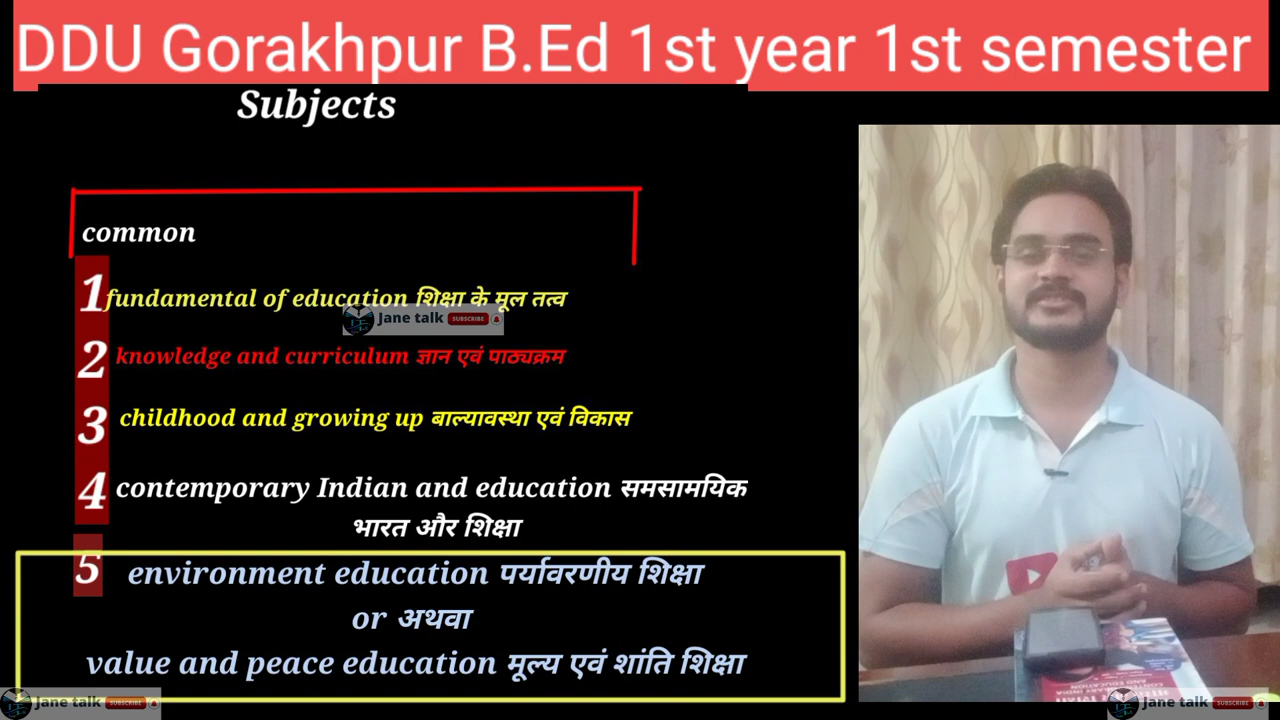 DDU Gorakhpur B.Ed 1st year 1st semester
Subjects
common
1 fundamental of education शिक्षा के मूल तत्व
Jane talk SUBSCRIBE
2 knowledge and curriculum ज्ञान एवं पाठ्यक्रम
3 childhood and growing up बाल्यावस्था एवं विकास
4 contemporary Indian and education समसामयिक
भारत और शिक्षा
5 environment education पर्यावरणीय शिक्षा
or अथवा
value and peace education मूल्य एवं शांति शिक्षा
Jane talk SUBSCRIBE
Jane talk SUBSCRIBE